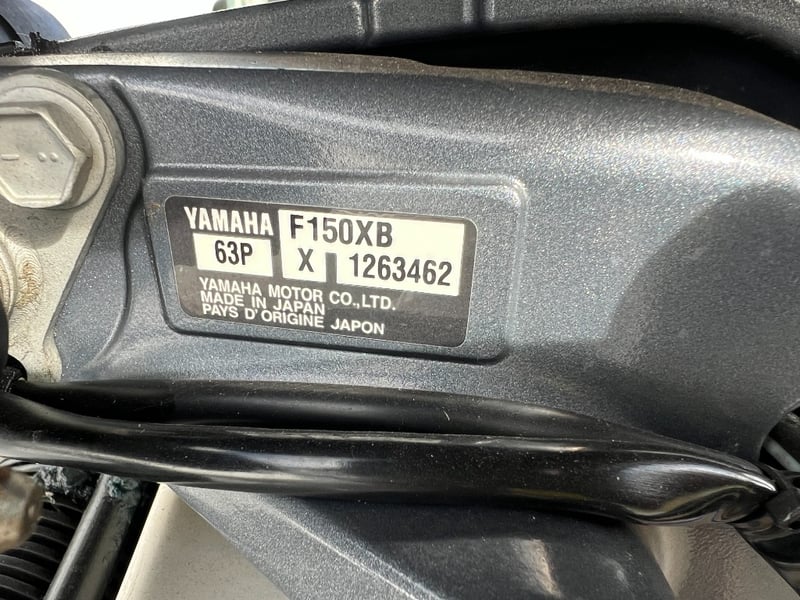 YAMAHA F150XB
63P X 1263462
YAMAHA MOTOR CO.,LTD.
MADE IN JAPAN
PAYS D'ORIGINE JAPON